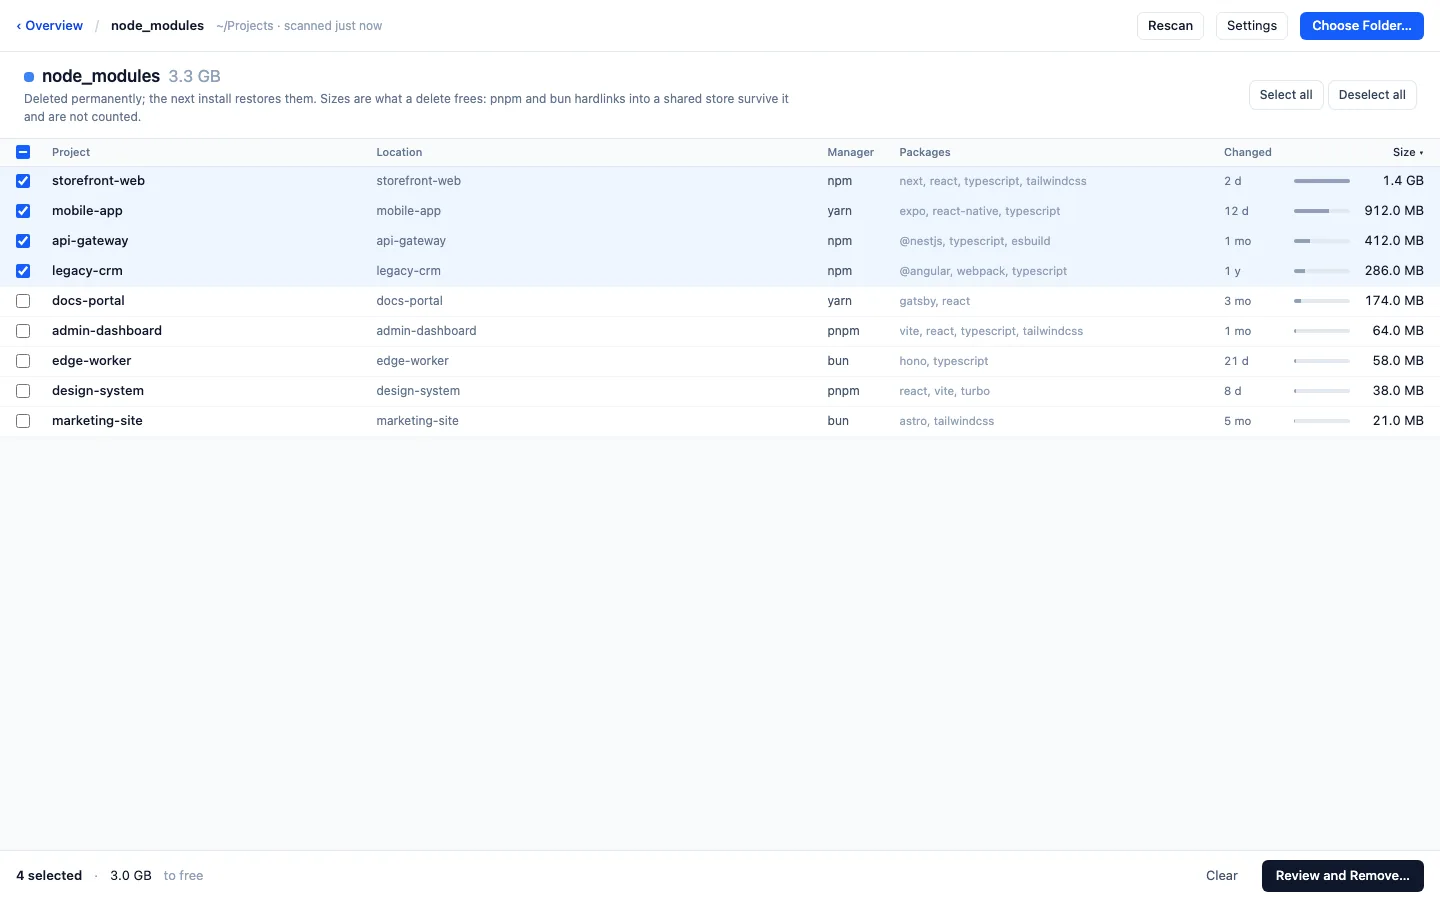 ‹ Overview / node_modules ~/Projects · scanned just now Rescan Settings Choose Folder...
node_modules 3.3 GB
Deleted permanently; the next install restores them. Sizes are what a delete frees: pnpm and bun hardlinks into a shared store survive it
and are not counted.
Select all Deselect all
Project Location Manager Packages Changed Size
storefront-web storefront-web npm next, react, typescript, tailwindcss 2 d 1.4 GB
mobile-app mobile-app yarn expo, react-native, typescript 12 d 912.0 MB
api-gateway api-gateway npm @nestjs, typescript, esbuild 1 mo 412.0 MB
legacy-crm legacy-crm npm @angular, webpack, typescript 1 y 286.0 MB
docs-portal docs-portal yarn gatsby, react 3 mo 174.0 MB
admin-dashboard admin-dashboard pnpm vite, react, typescript, tailwindcss 1 mo 64.0 MB
edge-worker edge-worker bun hono, typescript 21 d 58.0 MB
design-system design-system pnpm react, vite, turbo 8 d 38.0 MB
marketing-site marketing-site bun astro, tailwindcss 5 mo 21.0 MB
4 selected · 3.0 GB to free Clear Review and Remove...